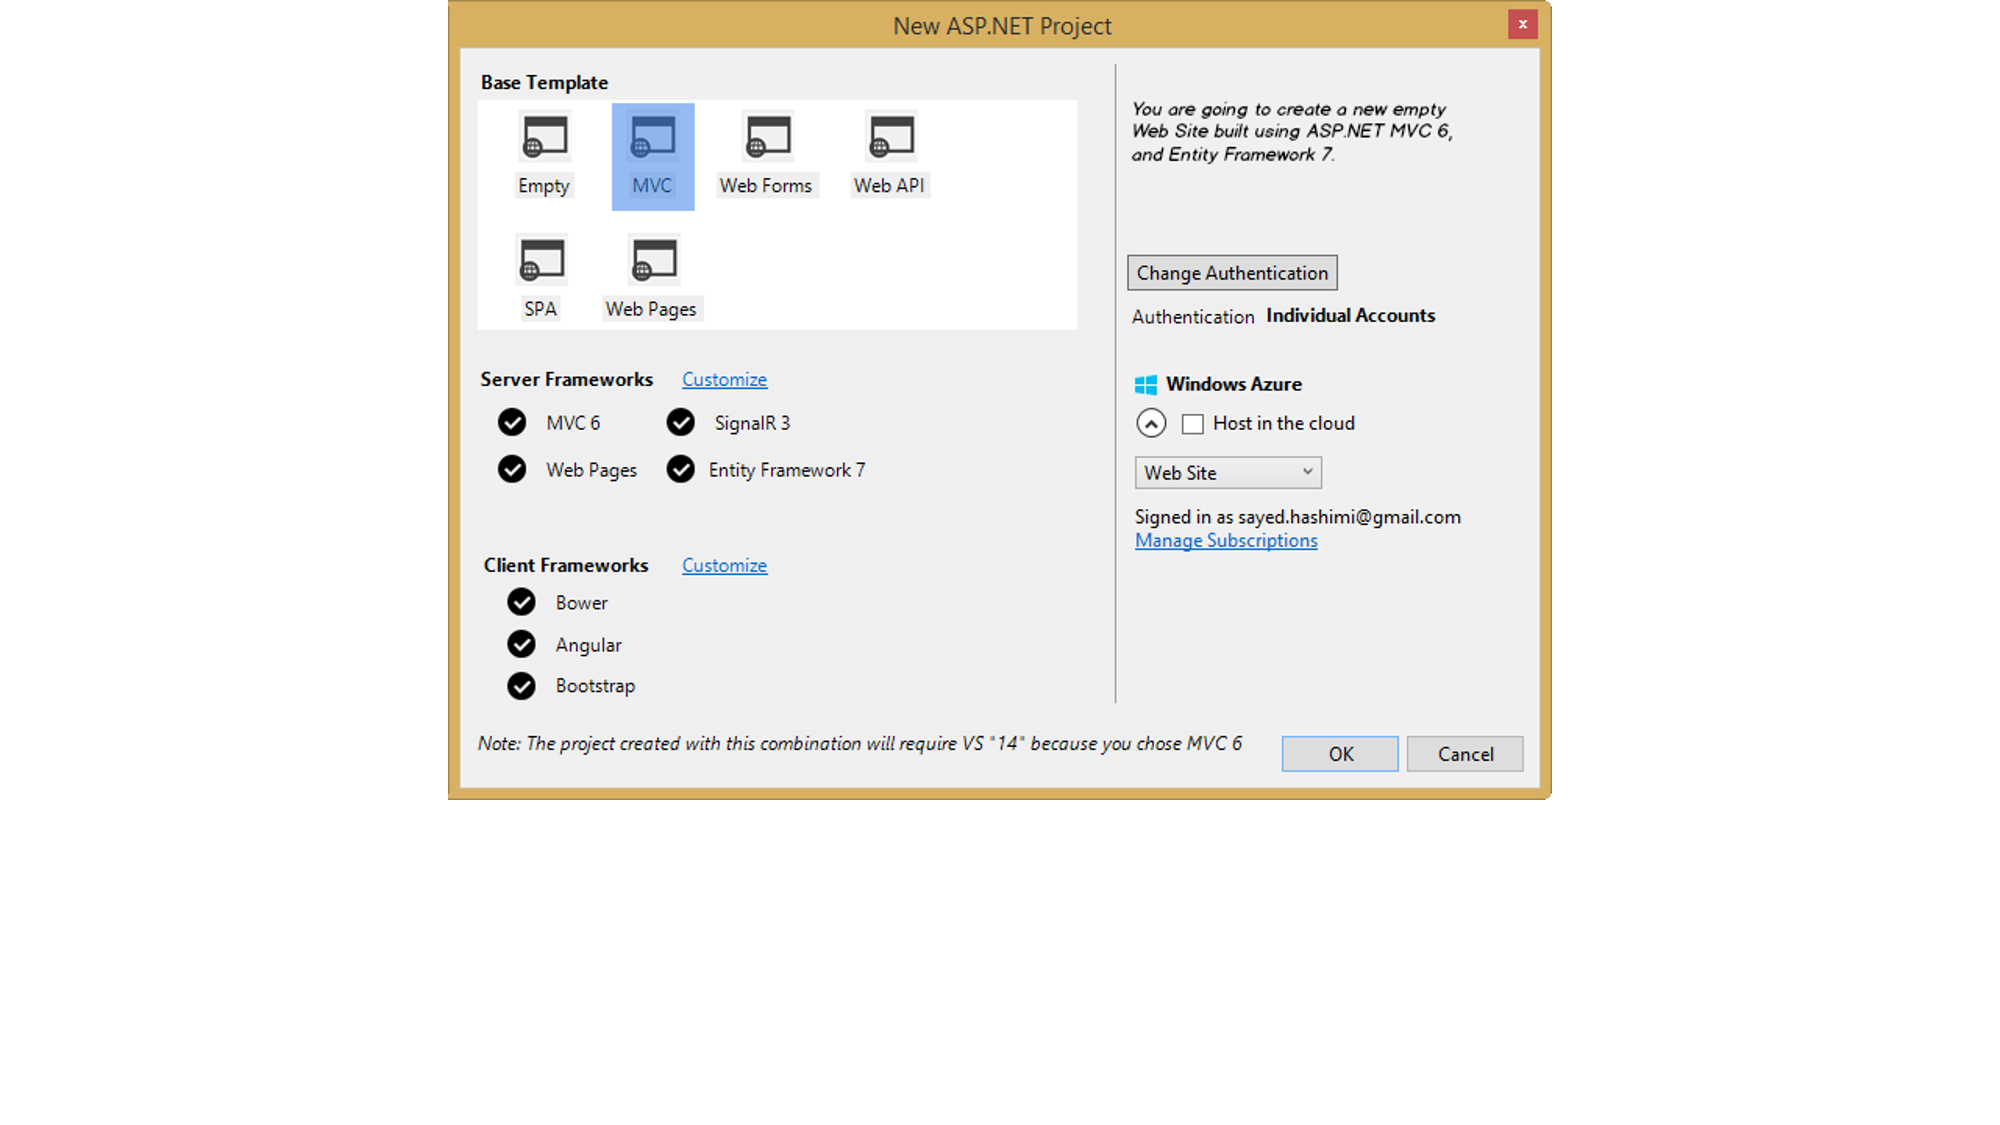 New ASP.NET Project
x
Base Template
Empty
MVC
Web Forms
Web API
SPA
Web Pages
Server Frameworks
Customize
MVC 6
SignalR 3
Web Pages
Entity Framework 7
Client Frameworks
Customize
Bower
Angular
Bootstrap
You are going to create a new empty
Web Site built using ASP.NET MVC 6,
and Entity Framework 7.
Change Authentication
Authentication Individual Accounts
Windows Azure
Host in the cloud
Web Site
Signed in as sayed.hashimi@gmail.com
Manage Subscriptions
Note: The project created with this combination will require VS "14" because you chose MVC 6
OK
Cancel